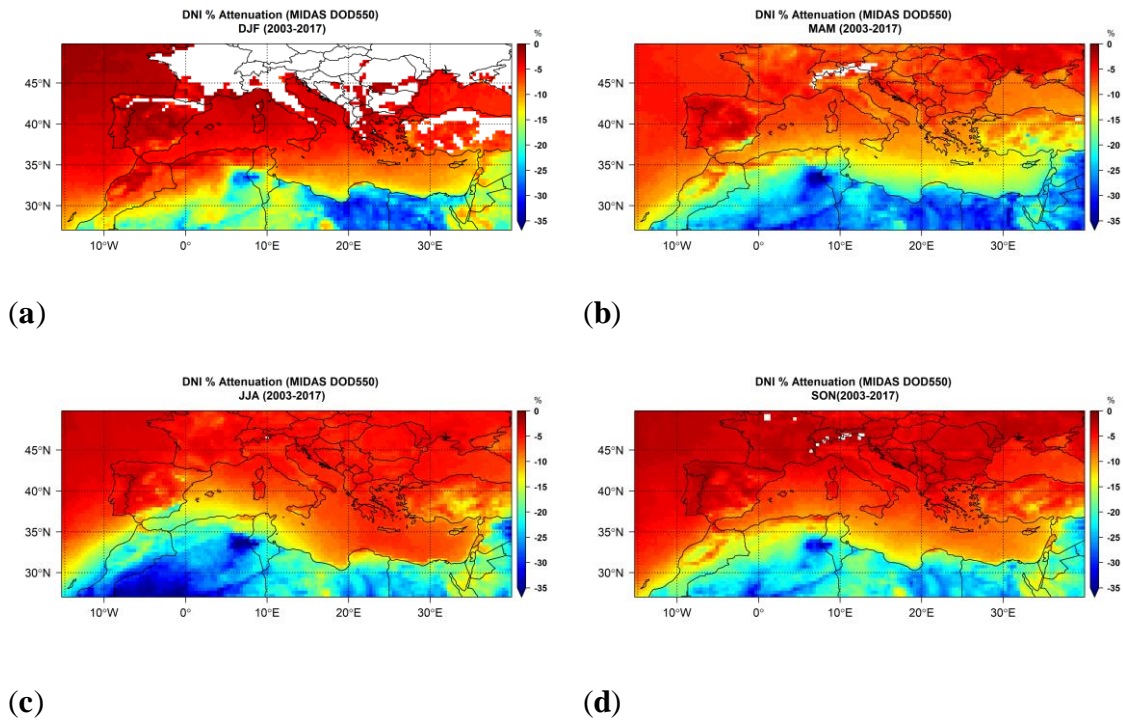 DNI % Attenuation (MIDAS DOD550)
DJF (2003-2017)
%
0
-5
-10
-15
-20
-25
-30
-35
45°N
40°N
35°N
30°N
10°W
0°
10°E
20°E
30°E
(a)
DNI % Attenuation (MIDAS DOD550)
MAM (2003-2017)
%
0
-5
-10
-15
-20
-25
-30
-35
45°N
40°N
35°N
30°N
10°W
0°
10°E
20°E
30°E
(b)
DNI % Attenuation (MIDAS DOD550)
JJA (2003-2017)
%
0
-5
-10
-15
-20
-25
-30
-35
45°N
40°N
35°N
30°N
10°W
0°
10°E
20°E
30°E
(c)
DNI % Attenuation (MIDAS DOD550)
SON(2003-2017)
%
0
-5
-10
-15
-20
-25
-30
-35
45°N
40°N
35°N
30°N
10°W
0°
10°E
20°E
30°E
(d)